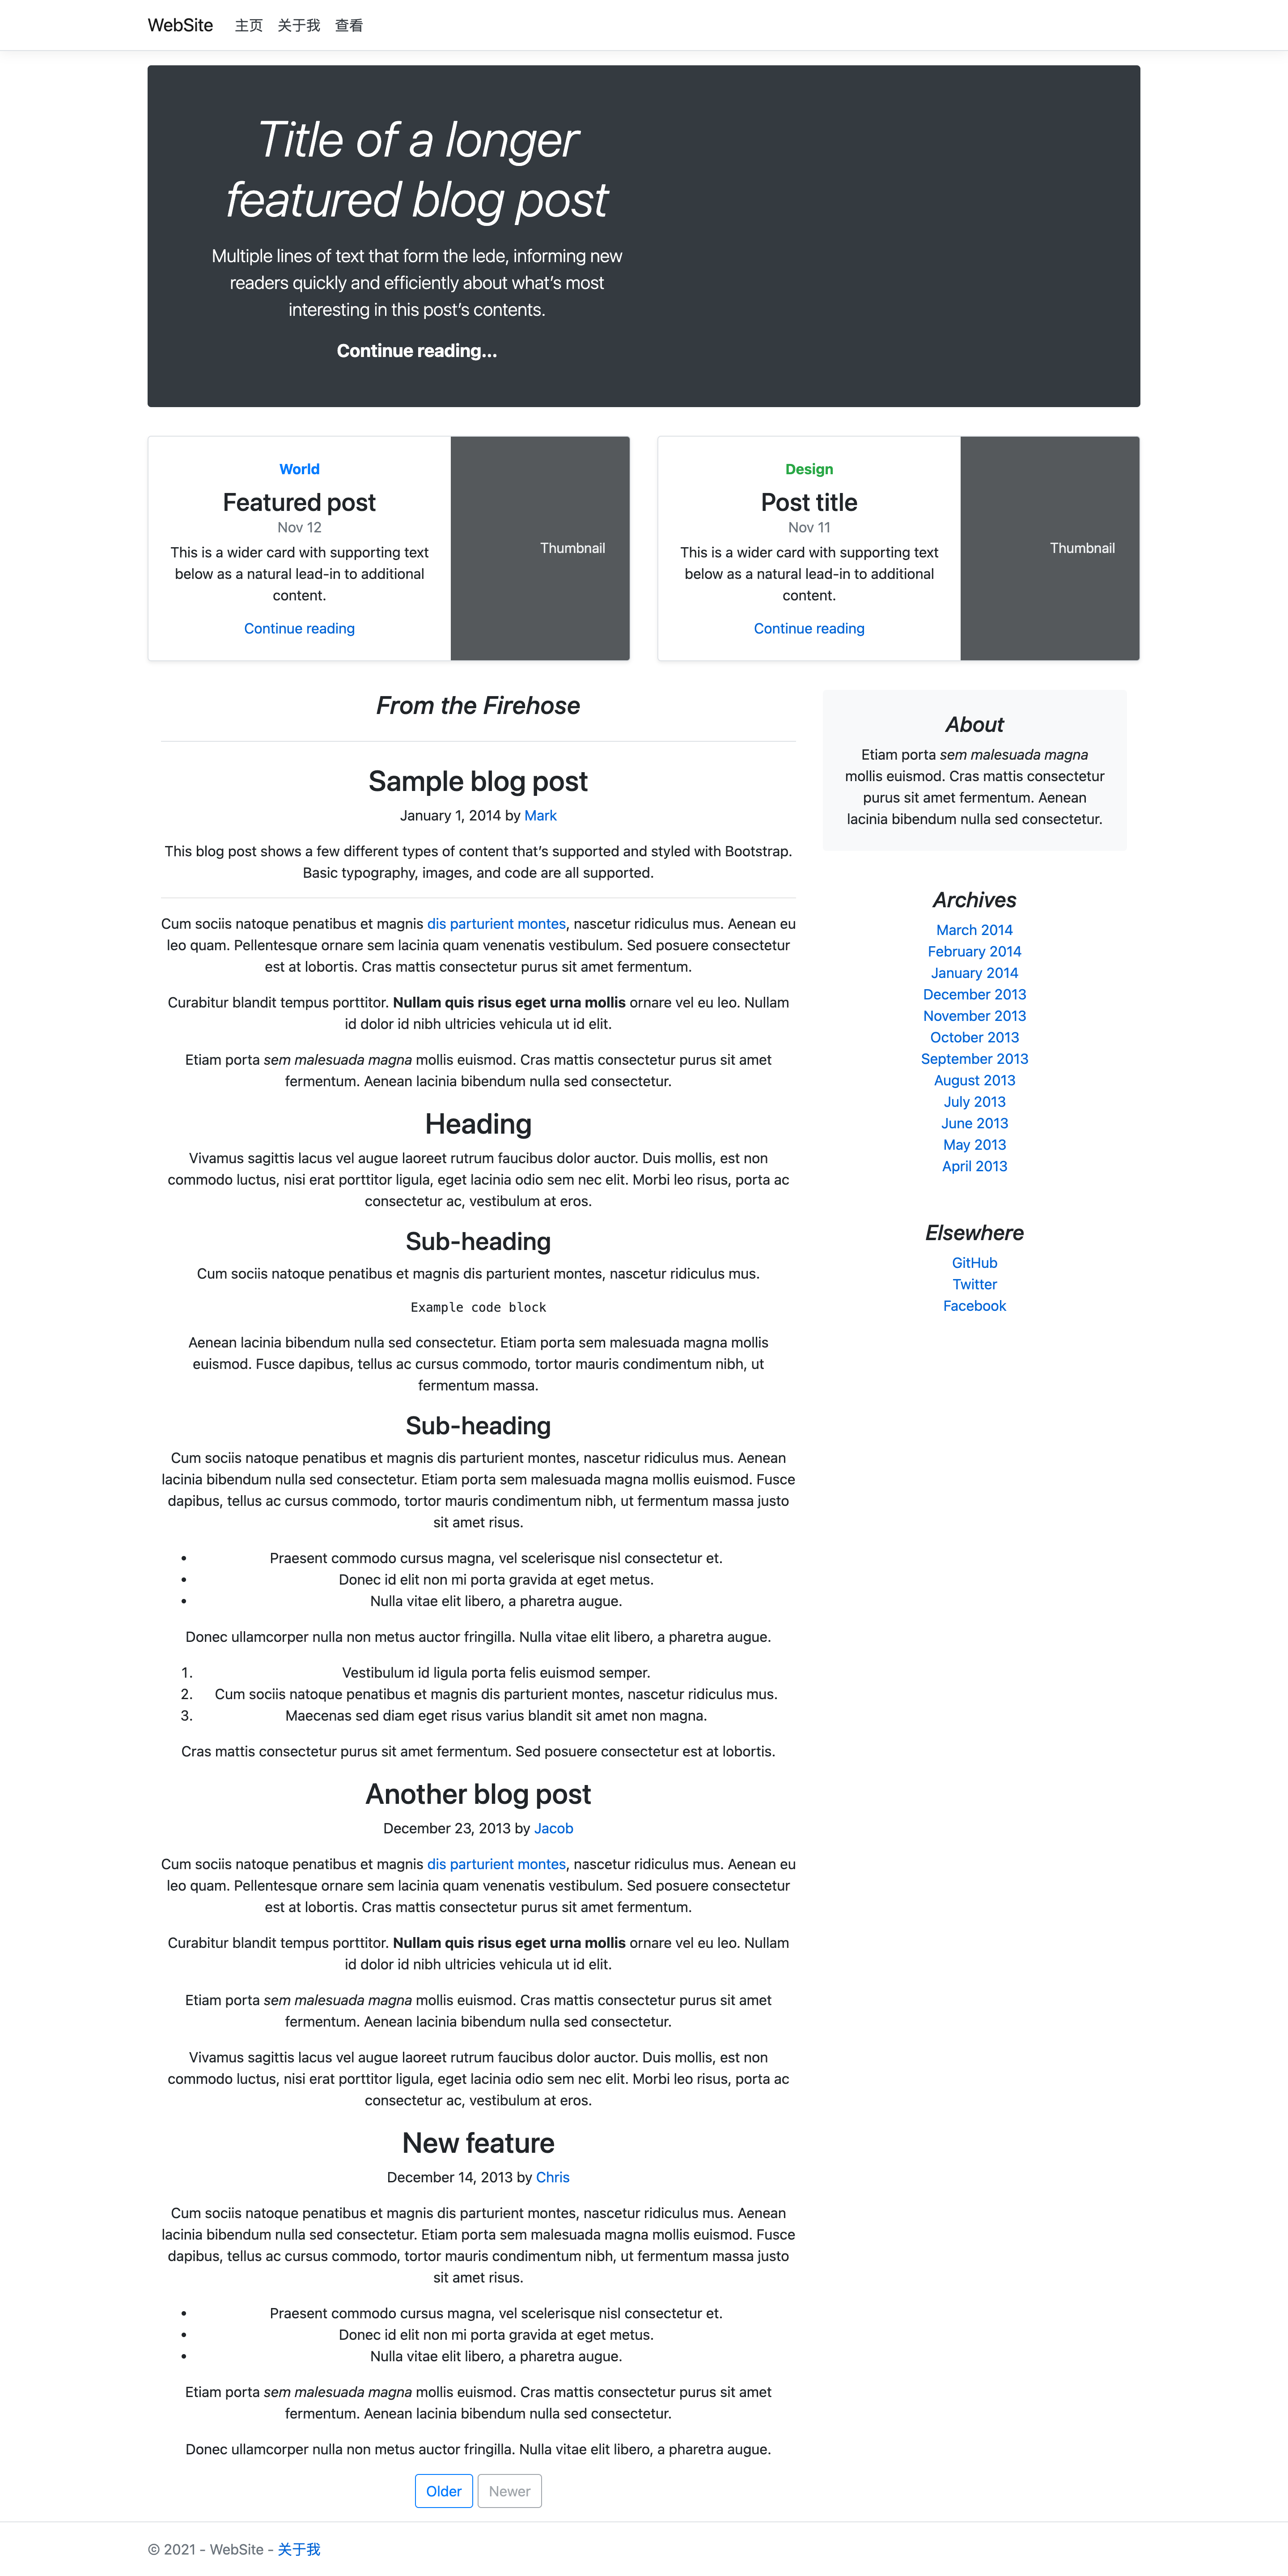 WebSite 主页 关于我 查看
Title of a longer
featured blog post
Multiple lines of text that form the lede, informing new
readers quickly and efficiently about what’s most
interesting in this post’s contents.
Continue reading...
World
Featured post
Nov 12
This is a wider card with supporting text
below as a natural lead-in to additional
content.
Continue reading
Thumbnail
Design
Post title
Nov 11
This is a wider card with supporting text
below as a natural lead-in to additional
content.
Continue reading
Thumbnail
From the Firehose
Sample blog post
January 1, 2014 by Mark
This blog post shows a few different types of content that’s supported and styled with Bootstrap.
Basic typography, images, and code are all supported.
Cum sociis natoque penatibus et magnis dis parturient montes, nascetur ridiculus mus. Aenean eu
leo quam. Pellentesque ornare sem lacinia quam venenatis vestibulum. Sed posuere consectetur
est at lobortis. Cras mattis consectetur purus sit amet fermentum.
Curabitur blandit tempus porttitor. Nullam quis risus eget urna mollis ornare vel eu leo. Nullam
id dolor id nibh ultricies vehicula ut id elit.
Etiam porta sem malesuada magna mollis euismod. Cras mattis consectetur purus sit amet
fermentum. Aenean lacinia bibendum nulla sed consectetur.
Heading
Vivamus sagittis lacus vel augue laoreet rutrum faucibus dolor auctor. Duis mollis, est non
commodo luctus, nisi erat porttitor ligula, eget lacinia odio sem nec elit. Morbi leo risus, porta ac
consectetur ac, vestibulum at eros.
Sub-heading
Cum sociis natoque penatibus et magnis dis parturient montes, nascetur ridiculus mus.
Example code block
Aenean lacinia bibendum nulla sed consectetur. Etiam porta sem malesuada magna mollis
euismod. Fusce dapibus, tellus ac cursus commodo, tortor mauris condimentum nibh, ut
fermentum massa.
Sub-heading
Cum sociis natoque penatibus et magnis dis parturient montes, nascetur ridiculus mus. Aenean
lacinia bibendum nulla sed consectetur. Etiam porta sem malesuada magna mollis euismod. Fusce
dapibus, tellus ac cursus commodo, tortor mauris condimentum nibh, ut fermentum massa justo
sit amet risus.
• Praesent commodo cursus magna, vel scelerisque nisl consectetur et.
• Donec id elit non mi porta gravida at eget metus.
• Nulla vitae elit libero, a pharetra augue.
Donec ullamcorper nulla non metus auctor fringilla. Nulla vitae elit libero, a pharetra augue.
1. Vestibulum id ligula porta felis euismod semper.
2. Cum sociis natoque penatibus et magnis dis parturient montes, nascetur ridiculus mus.
3. Maecenas sed diam eget risus varius blandit sit amet non magna.
Cras mattis consectetur purus sit amet fermentum. Sed posuere consectetur est at lobortis.
Another blog post
December 23, 2013 by Jacob
Cum sociis natoque penatibus et magnis dis parturient montes, nascetur ridiculus mus. Aenean eu
leo quam. Pellentesque ornare sem lacinia quam venenatis vestibulum. Sed posuere consectetur
est at lobortis. Cras mattis consectetur purus sit amet fermentum.
Curabitur blandit tempus porttitor. Nullam quis risus eget urna mollis ornare vel eu leo. Nullam
id dolor id nibh ultricies vehicula ut id elit.
Etiam porta sem malesuada magna mollis euismod. Cras mattis consectetur purus sit amet
fermentum. Aenean lacinia bibendum nulla sed consectetur.
Vivamus sagittis lacus vel augue laoreet rutrum faucibus dolor auctor. Duis mollis, est non
commodo luctus, nisi erat porttitor ligula, eget lacinia odio sem nec elit. Morbi leo risus, porta ac
consectetur ac, vestibulum at eros.
New feature
December 14, 2013 by Chris
Cum sociis natoque penatibus et magnis dis parturient montes, nascetur ridiculus mus. Aenean
lacinia bibendum nulla sed consectetur. Etiam porta sem malesuada magna mollis euismod. Fusce
dapibus, tellus ac cursus commodo, tortor mauris condimentum nibh, ut fermentum massa justo
sit amet risus.
• Praesent commodo cursus magna, vel scelerisque nisl consectetur et.
• Donec id elit non mi porta gravida at eget metus.
• Nulla vitae elit libero, a pharetra augue.
Etiam porta sem malesuada magna mollis euismod. Cras mattis consectetur purus sit amet
fermentum. Aenean lacinia bibendum nulla sed consectetur.
Donec ullamcorper nulla non metus auctor fringilla. Nulla vitae elit libero, a pharetra augue.
Older Newer
About
Etiam porta sem malesuada magna
mollis euismod. Cras mattis consectetur
purus sit amet fermentum. Aenean
lacinia bibendum nulla sed consectetur.
Archives
March 2014
February 2014
January 2014
December 2013
November 2013
October 2013
September 2013
August 2013
July 2013
June 2013
May 2013
April 2013
Elsewhere
GitHub
Twitter
Facebook
© 2021 - WebSite - 关于我